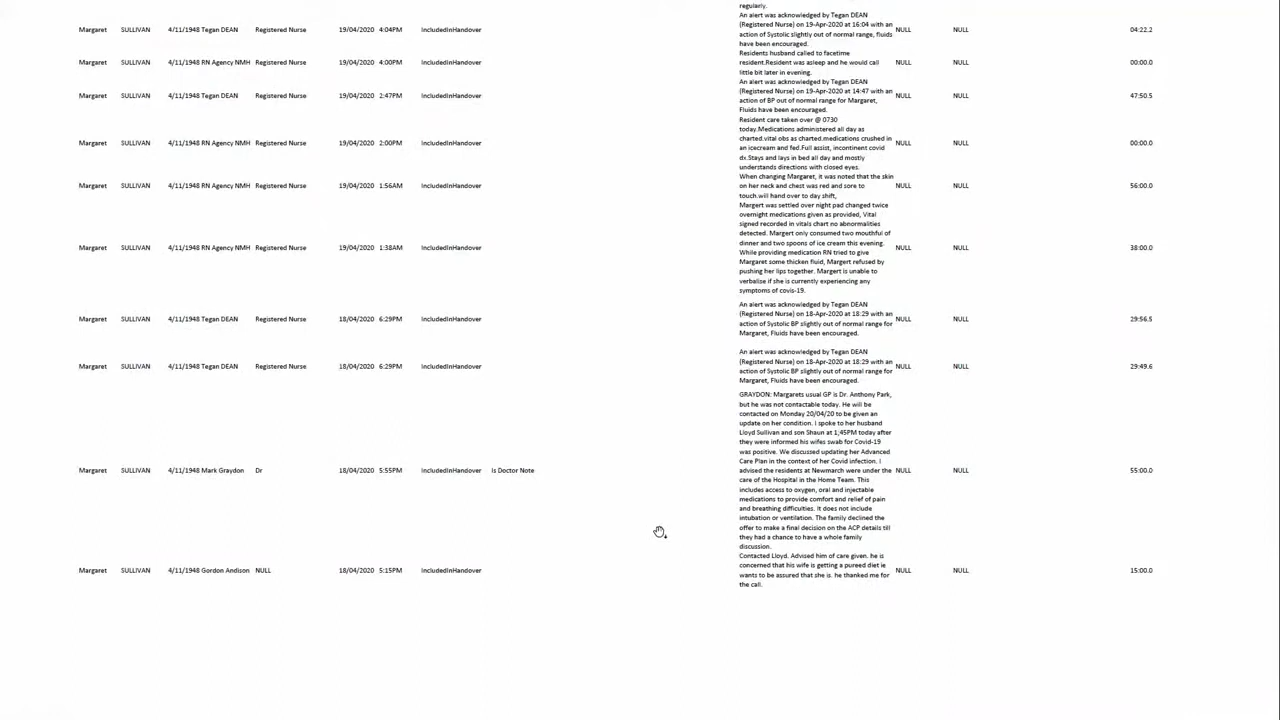 regularly.
An alert was acknowledged by Tegan DEAN
(Registered Nurse) on 19-Apr-2020 at 16:04 with an
Margaret SULLIVAN 4/11/1948 Tegan DEAN Registered Nurse 19/04/2020 4:04PM IncludedInHandover NULL NULL 04:22.2
action of Systolic slightly out of normal range, fluids
have been encouraged.
Residents husband called to facetime
Margaret SULLIVAN 4/11/1948 RN Agency NMH Registered Nurse 19/04/2020 4:00PM IncludedInHandover resident.Resident was asleep and he would call NULL NULL 00:00.0
little bit later in evening.
An alert was acknowledged by Tegan DEAN
(Registered Nurse) on 19-Apr-2020 at 14:47 with an
Margaret SULLIVAN 4/11/1948 Tegan DEAN Registered Nurse 19/04/2020 2:47PM IncludedInHandover NULL NULL 47:50.5
action of BP out of normal range for Margaret,
Fluids have been encouraged.
Resident care taken over @ 0730
today.Medications administered all day as
charted.vital obs as charted.medications crushed in
Margaret SULLIVAN 4/11/1948 RN Agency NMH Registered Nurse 19/04/2020 2:00PM IncludedInHandover NULL NULL 00:00.0
an icecream and fed.Full assist, incontinent covid
dx.Stays and lays in bed all day and mostly
understands directions with closed eyes.
When changing Margaret, it was noted that the skin
Margaret SULLIVAN 4/11/1948 RN Agency NMH Registered Nurse 19/04/2020 1:56AM IncludedInHandover on her neck and chest was red and sore to NULL NULL 56:00.0
touch.will hand over to day shift,
Margert was settled over night pad changed twice
overnight medications given as provided, Vital
signed recorded in vitals chart no abnormalities
detected. Margert only consumed two mouthful of
Margaret SULLIVAN 4/11/1948 RN Agency NMH Registered Nurse 19/04/2020 1:38AM IncludedInHandover dinner and two spoons of ice cream this evening. NULL NULL 38:00.0
While providing medication RN tried to give
Margaret some thicken fluid, Margert refused by
pushing her lips together. Margert is unable to
verbalise if she is currently experiencing any
symptoms of covis-19.
An alert was acknowledged by Tegan DEAN
(Registered Nurse) on 18-Apr-2020 at 18:29 with an
Margaret SULLIVAN 4/11/1948 Tegan DEAN Registered Nurse 18/04/2020 6:29PM IncludedInHandover NULL NULL 29:56.5
action of Systolic BP slightly out of normal range for
Margaret, Fluids have been encouraged.
An alert was acknowledged by Tegan DEAN
(Registered Nurse) on 18-Apr-2020 at 18:29 with an
Margaret SULLIVAN 4/11/1948 Tegan DEAN Registered Nurse 18/04/2020 6:29PM IncludedInHandover NULL NULL 29:49.6
action of Systolic BP slightly out of normal range for
Margaret, Fluids have been encouraged.
GRAYDON: Margarets usual GP is Dr. Anthony Park,
but he was not contactable today. He will be
contacted on Monday 20/04/20 to be given an
update on her condition. I spoke to her husband
Lloyd Sullivan and son Shaun at 1;45PM today after
they were informed his wifes swab for Covid-19
was positive. We discussed updating her Advanced
Care Plan in the context of her Covid infection. I
Margaret SULLIVAN 4/11/1948 Mark Graydon Dr 18/04/2020 5:55PM IncludedInHandover Is Doctor Note advised the residents at Newmarch were under the NULL NULL 55:00.0
care of the Hospital in the Home Team. This
includes access to oxygen, oral and injectable
medications to provide comfort and relief of pain
and breathing difficulties. It does not include
intubation or ventilation. The family declined the
offer to make a final decision on the ACP details till
they had a chance to have a whole family
discussion.
Contacted Lloyd. Advised him of care given. he is
Margaret SULLIVAN 4/11/1948 Gordon Andison NULL 18/04/2020 5:15PM IncludedInHandover concerned that his wife is getting a pureed diet ie NULL NULL 15:00.0
wants to be assured that she is. he thanked me for
the call.